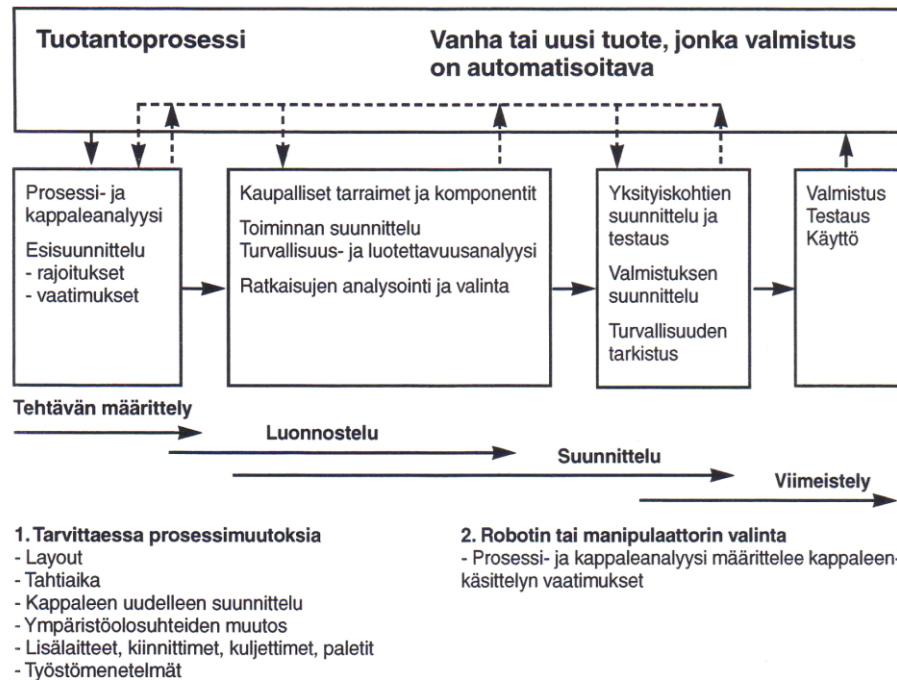 Tuotantoprosessi
Vanha tai uusi tuote, jonka valmistus
on automatisoitava
Prosessi- ja
kappaleanalyysi
Esisuunnittelu
- rajoitukset
- vaatimukset
Kaupalliset tarraimet ja komponentit
Toiminnan suunnittelu
Turvallisuus- ja luotettavuusanalyysi
Ratkaisujen analysointi ja valinta
Yksityiskohtien
suunnittelu ja
testaus
Valmistuksen
suunnittelu
Turvallisuuden
tarkistus
Valmistus
Testaus
Käyttö
Tehtävän määrittely
Luonnostelu
Suunnittelu
Viimeistely
1. Tarvittaessa prosessimuutoksia
- Layout
- Tahtiaika
- Kappaleen uudelleen suunnittelu
- Ympäristöolosuhteiden muutos
- Lisälaitteet, kiinnittimet, kuljettimet, paletit
- Työstömenetelmät
2. Robotin tai manipulaattorin valinta
- Prosessi- ja kappaleanalyysi määrittelee kappaleen-
käsittelyn vaatimukset